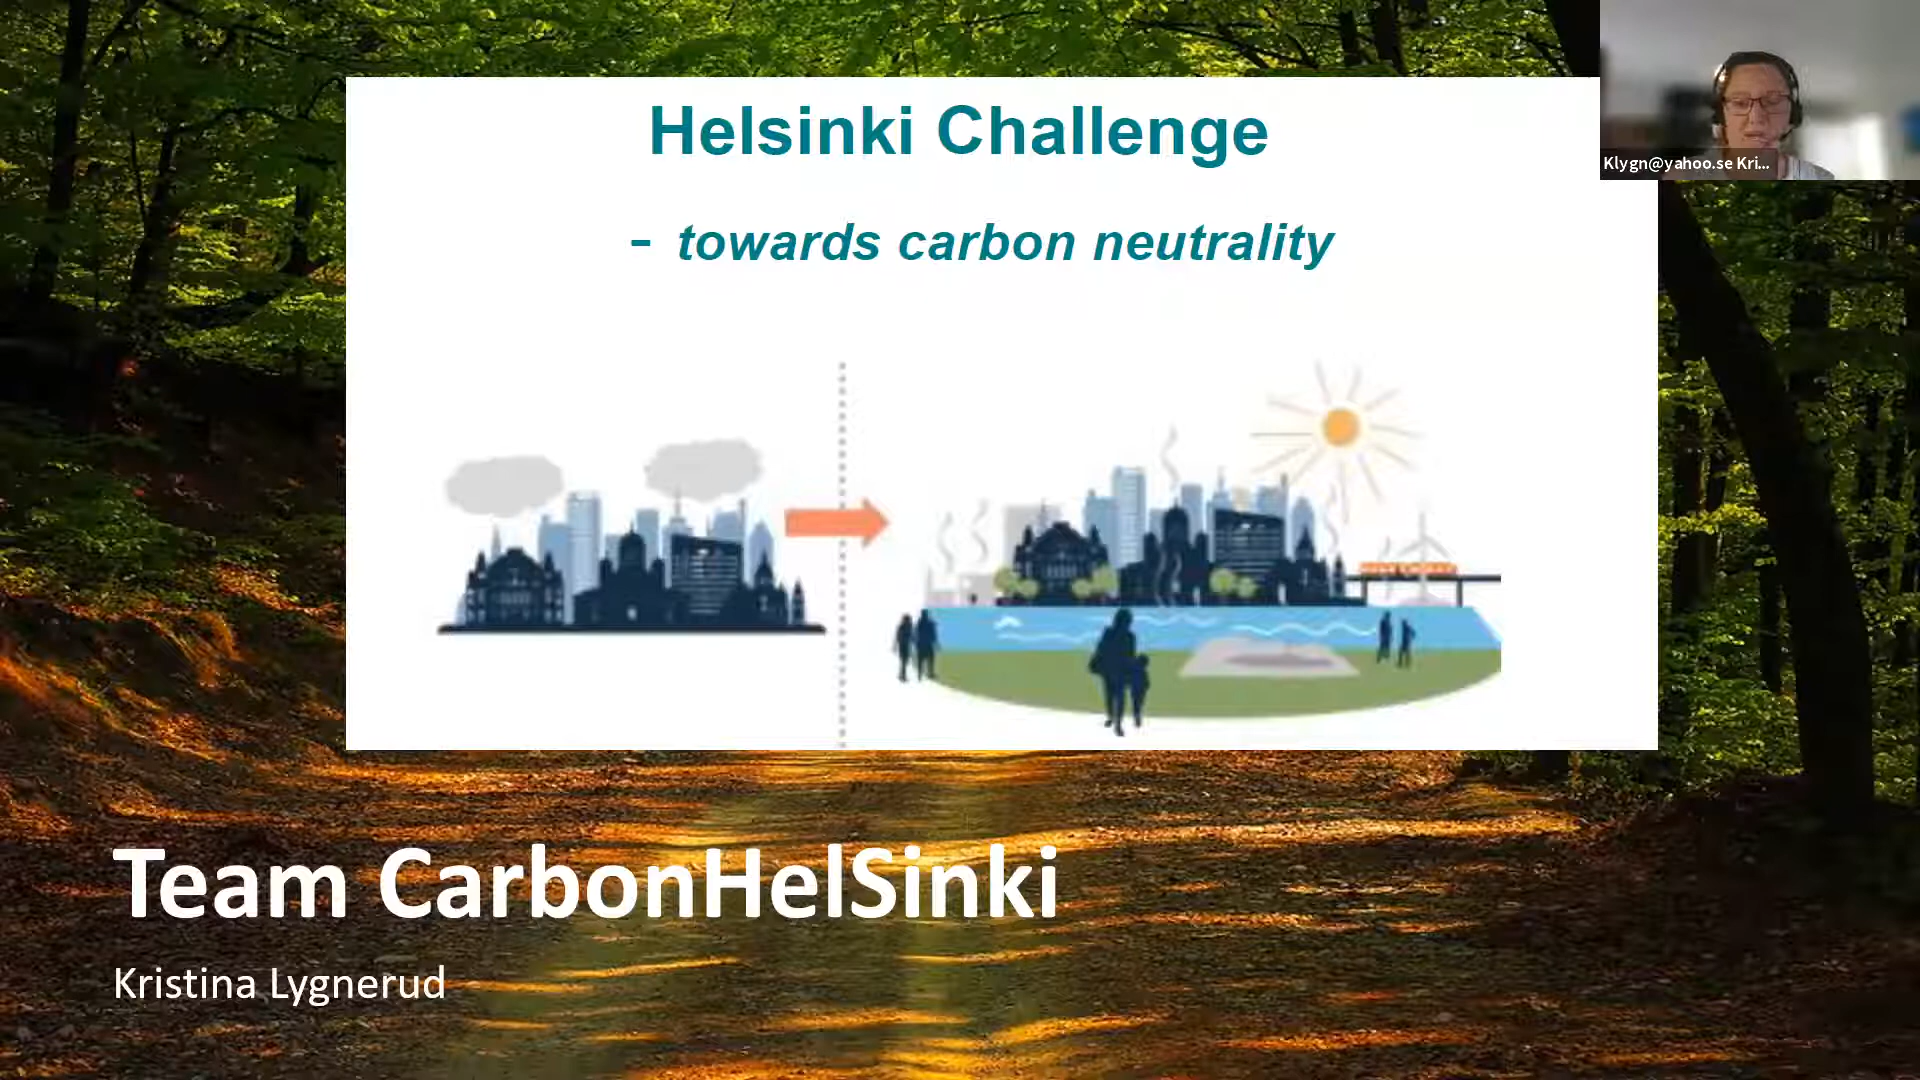 Helsinki Challenge
- towards carbon neutrality
Klygn@yahoo.se Kri...
Team CarbonHelSinki
Kristina Lygnerud